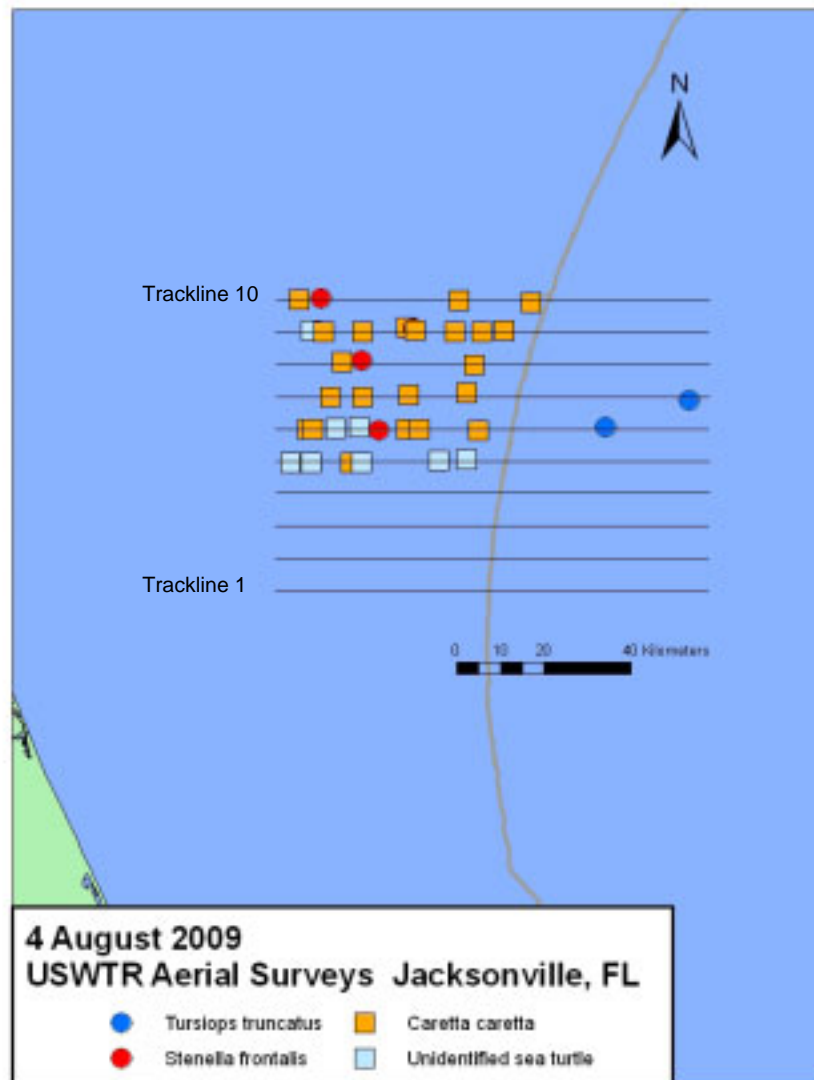 N
Trackline 10
Trackline 1
0 10 20 40 Kilometers
4 August 2009
USWTR Aerial Surveys Jacksonville, FL
Tursiops truncatus Caretta caretta
Stenella frontalis Unidentified sea turtle